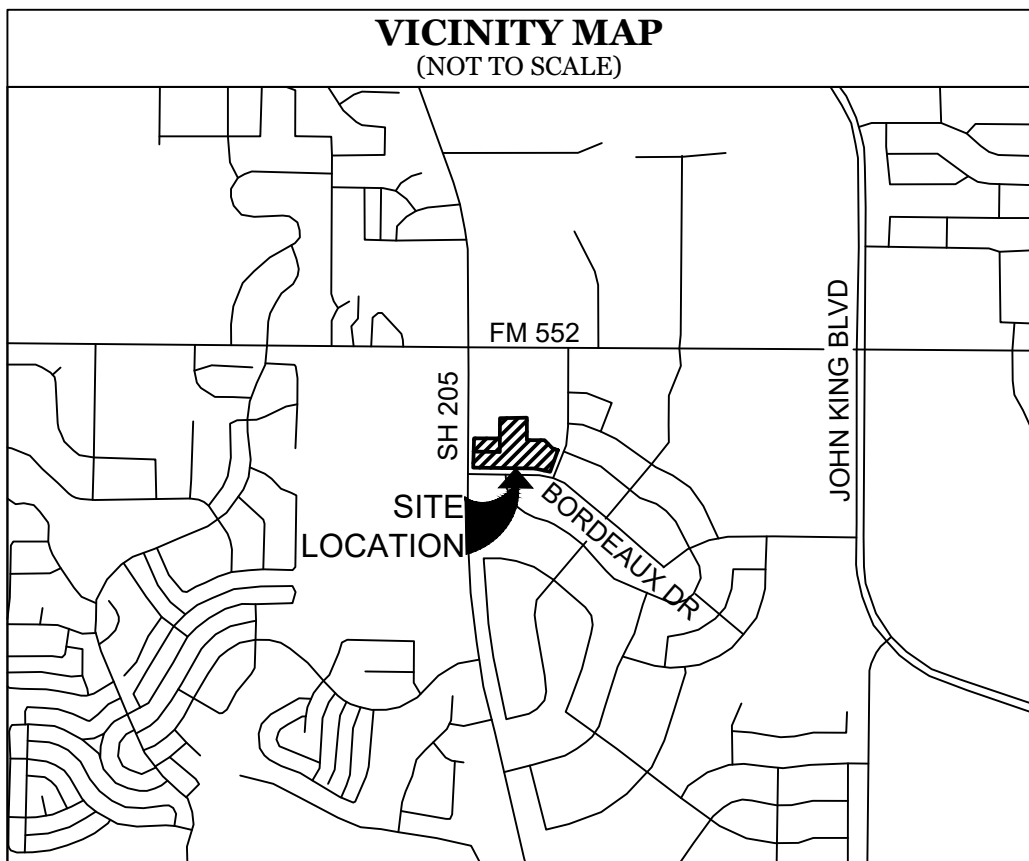 VICINITY MAP
(NOT TO SCALE)
FM 552
SH 205
JOHN KING BLVD
SITE
LOCATION
BORDEAUX DR